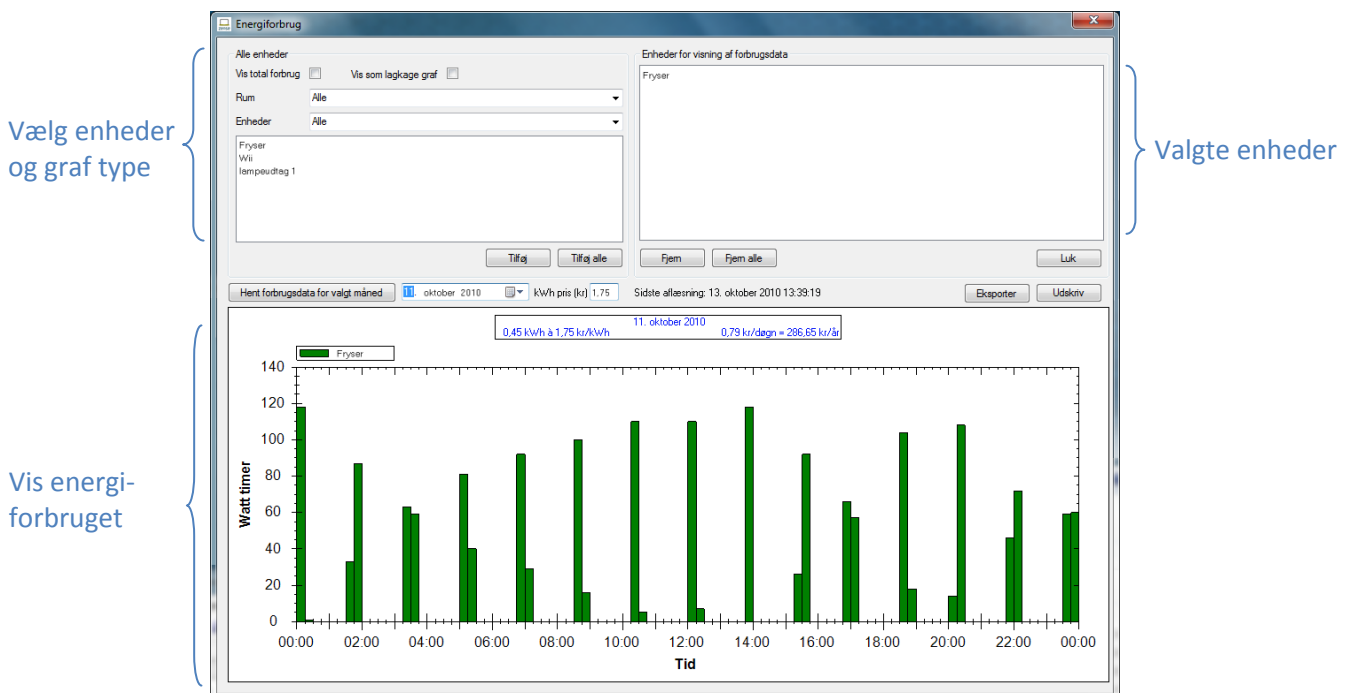 Energiforbrug
Alle enheder
Vis total forbrug
Vis som lagkage graf
Rum
Alle
Enheder
Alle
Fryser
Wii
lampeudtag 1
Tilføj
Tilføj alle
Enheder for visning af forbrugsdata
Fryser
Fjern
Fjern alle
Luk
Vælg enheder
og graf type
Valgte enheder
Hent forbrugsdata for valgt måned
11. oktober 2010
kWh pris (kr) 1,75
Sidste aflæsning: 13. oktober 2010 13:39:19
Eksporter
Udskriv
11. oktober 2010
0,45 kWh à 1,75 kr/kWh
0,79 kr/døgn = 286,65 kr/år
Fryser
Vis energi-
forbruget
Watt timer
140
120
100
80
60
40
20
0
00:00 02:00 04:00 06:00 08:00 10:00 12:00 14:00 16:00 18:00 20:00 22:00 00:00
Tid